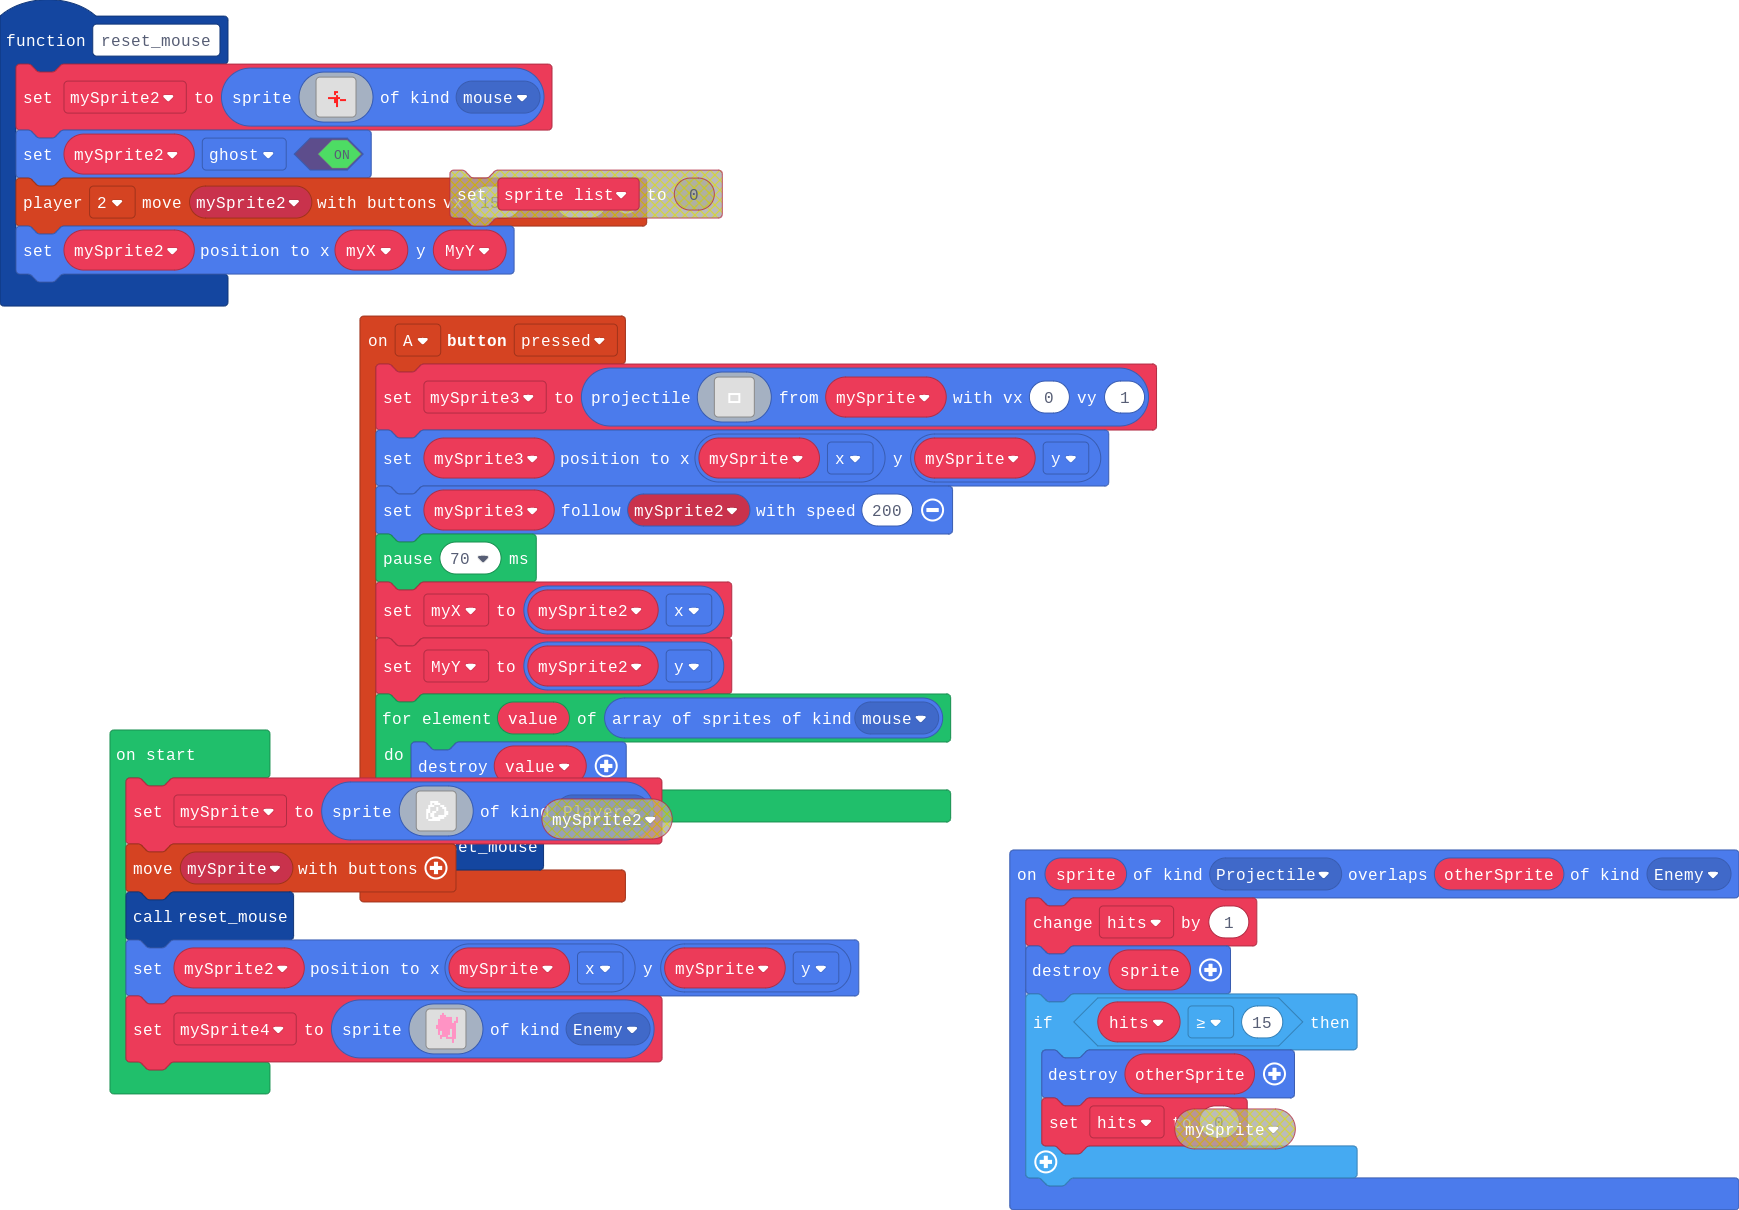 function reset_mouse
set mySprite2 to sprite of kind mouse
set mySprite2 ghost ON
player 2 move mySprite2 with buttons
set sprite list to 0
set mySprite2 position to x myX y MyY
on A button pressed
set mySprite3 to projectile from mySprite with vx 0 vy 1
set mySprite3 position to x mySprite x y mySprite y
set mySprite3 follow mySprite2 with speed 200
pause 70 ms
set myX to mySprite2 x
set MyY to mySprite2 y
for element value of array of sprites of kind mouse
do destroy value
on start
set mySprite to sprite of kind Player
mySprite2
move mySprite with buttons
call reset_mouse
set mySprite2 position to x mySprite x y mySprite y
set mySprite4 to sprite of kind Enemy
on sprite of kind Projectile overlaps otherSprite of kind Enemy
change hits by 1
destroy sprite
if hits ≥ 15 then
destroy otherSprite
set hits to 0
mySprite